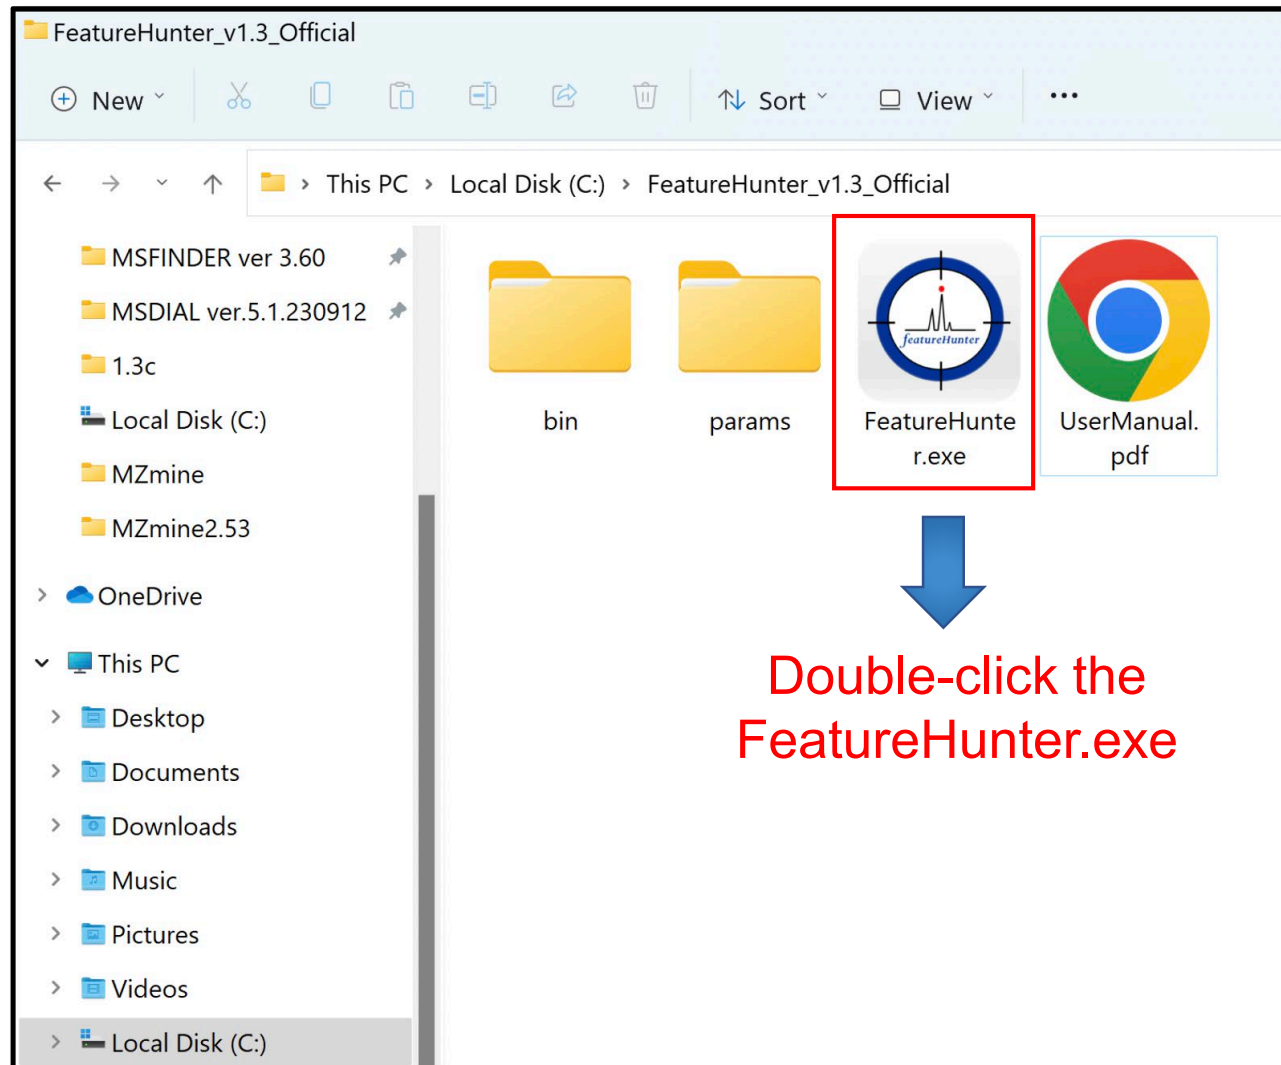 FeatureHunter_v1.3_Official
New
Sort
View
This PC > Local Disk (C:) > FeatureHunter_v1.3_Official
MSFINDER ver 3.60
MSDIAL ver.5.1.230912
1.3c
Local Disk (C:)
MZmine
MZmine2.53
OneDrive
This PC
Desktop
Documents
Downloads
Music
Pictures
Videos
Local Disk (C:)
bin
params
featureHunter
FeatureHunte
r.exe
UserManual.
pdf
Double-click the
FeatureHunter.exe